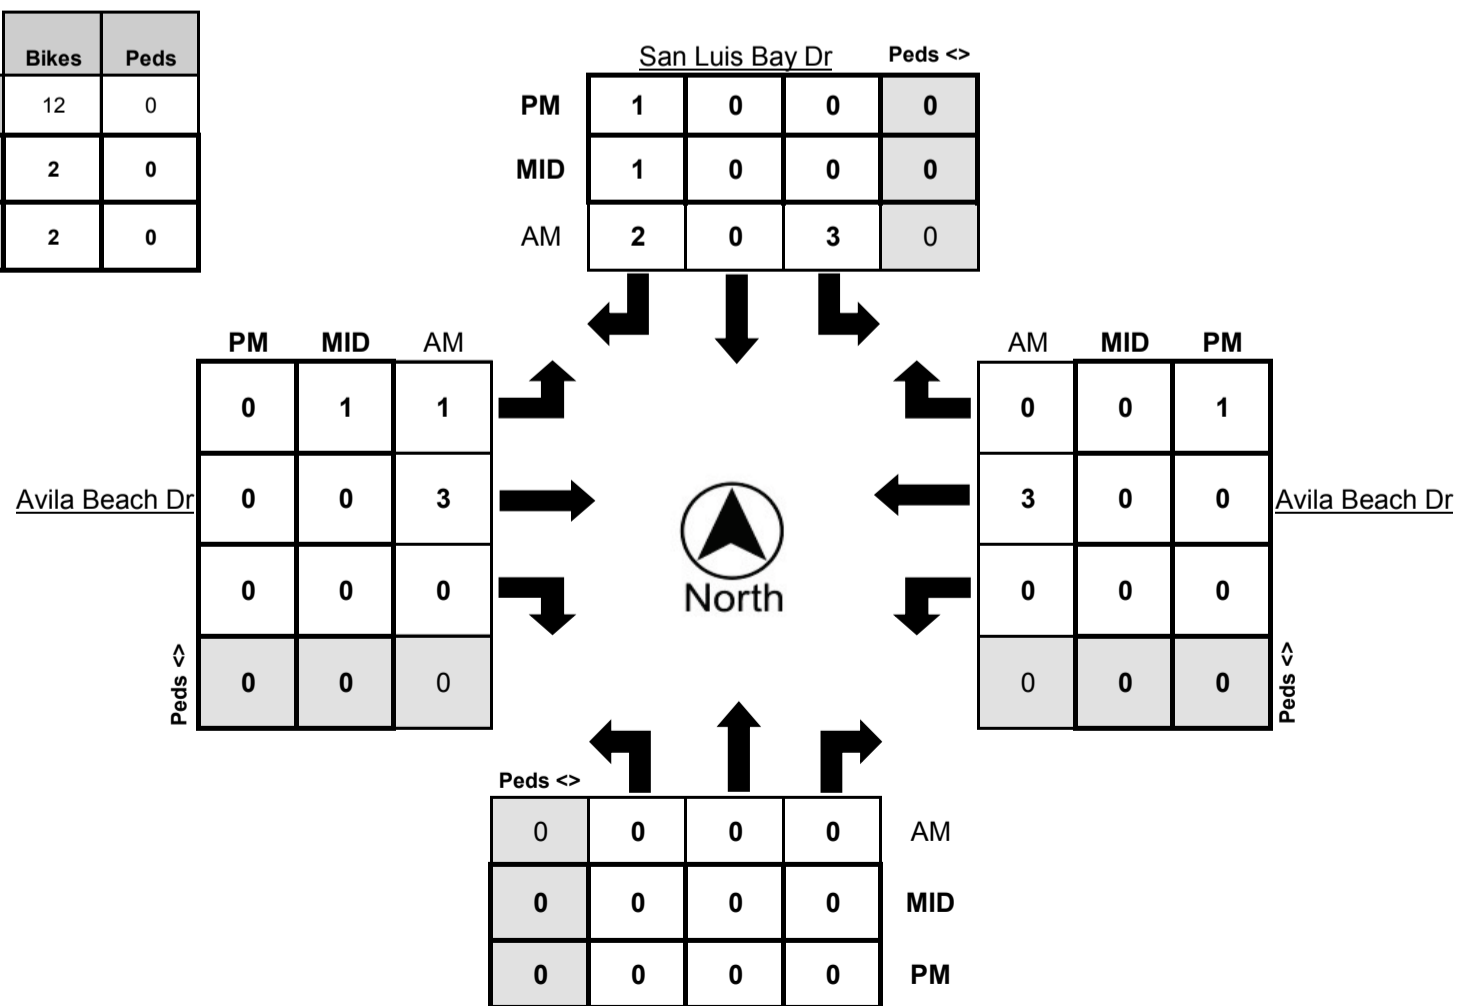 Bikes Peds
12 0
2 0
2 0
San Luis Bay Dr Peds <>
PM 1 0 0 0
MID 1 0 0 0
AM 2 0 3 0
PM MID AM
0 1 1
Avila Beach Dr 0 0 3
0 0 0
Peds <> 0 0 0
North
AM MID PM
0 0 1
3 0 0 Avila Beach Dr
0 0 0
0 0 0 Peds <>
Peds <>
0 0 0 0 AM
0 0 0 0 MID
0 0 0 0 PM